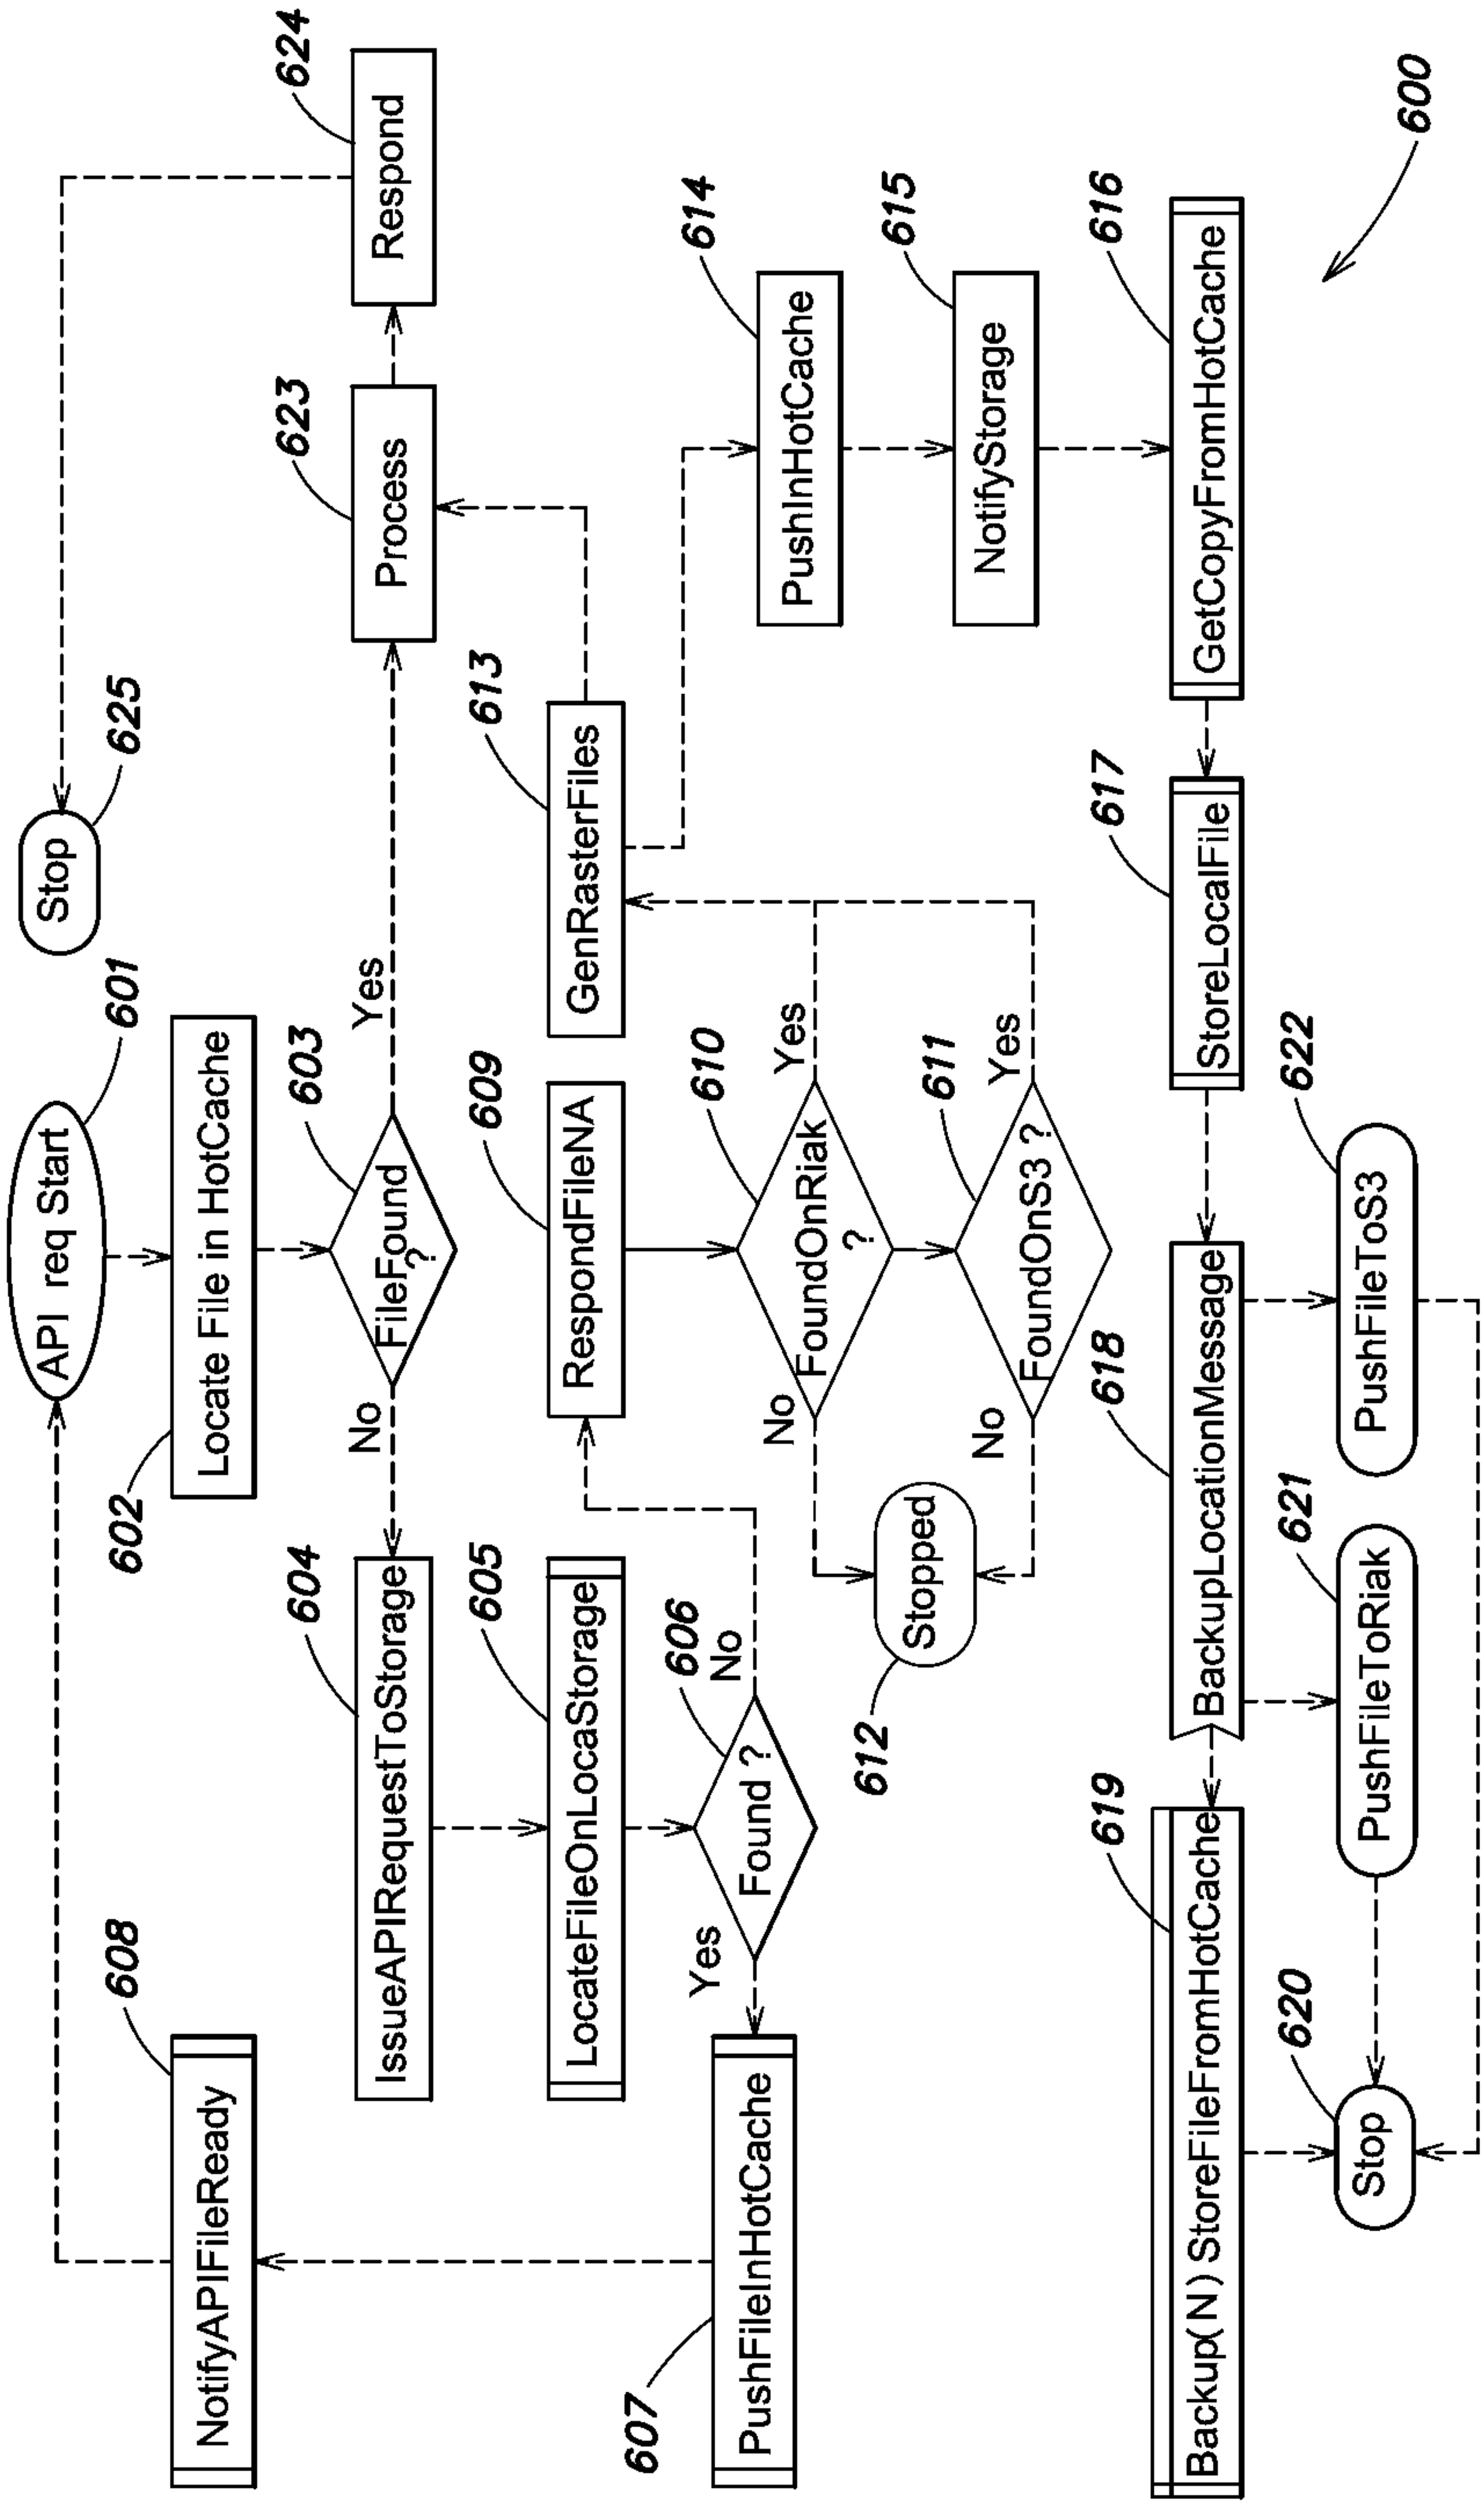 API req Start
601
Stop
625
608
NotifyAPIFileReady
602
Locate File in HotCache
603
FileFound
?
No
Yes
623
Process
624
Respond
604
IssueAPIRequestToStorage
605
LocateFileOnLocaStorage
609
RespondFileNA
613
GenRasterFiles
606
Found ?
Yes
No
607
PushFileInHotCache
610
FoundOnRiak
?
No
Yes
614
PushInHotCache
612
Stopped
611
FoundOnS3 ?
No
Yes
615
NotifyStorage
619
Backup(N) StoreFileFromHotCache
618
BackupLocationMessage
617
StoreLocalFile
616
GetCopyFromHotCache
620
Stop
621
PushFileToRiak
622
PushFileToS3
600